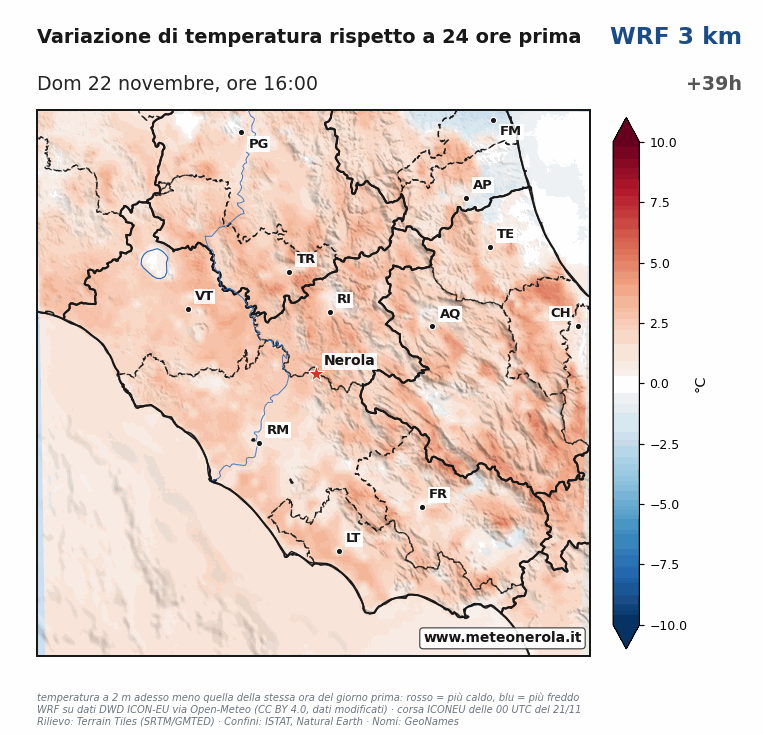 Variazione di temperatura rispetto a 24 ore prima
WRF 3 km
Dom 22 novembre, ore 16:00
+39h
PG
FM
AP
TE
TR
VT
RI
AQ
CH
Nerola
RM
FR
LT
www.meteonerola.it
10.0
7.5
5.0
2.5
0.0
−2.5
−5.0
−7.5
−10.0
°C
temperatura a 2 m adesso meno quella della stessa ora del giorno prima: rosso = più caldo, blu = più freddo
WRF su dati DWD ICON-EU via Open-Meteo (CC BY 4.0, dati modificati) · corsa ICONEU delle 00 UTC del 21/11
Rilievo: Terrain Tiles (SRTM/GMTED) · Confini: ISTAT, Natural Earth · Nomi: GeoNames